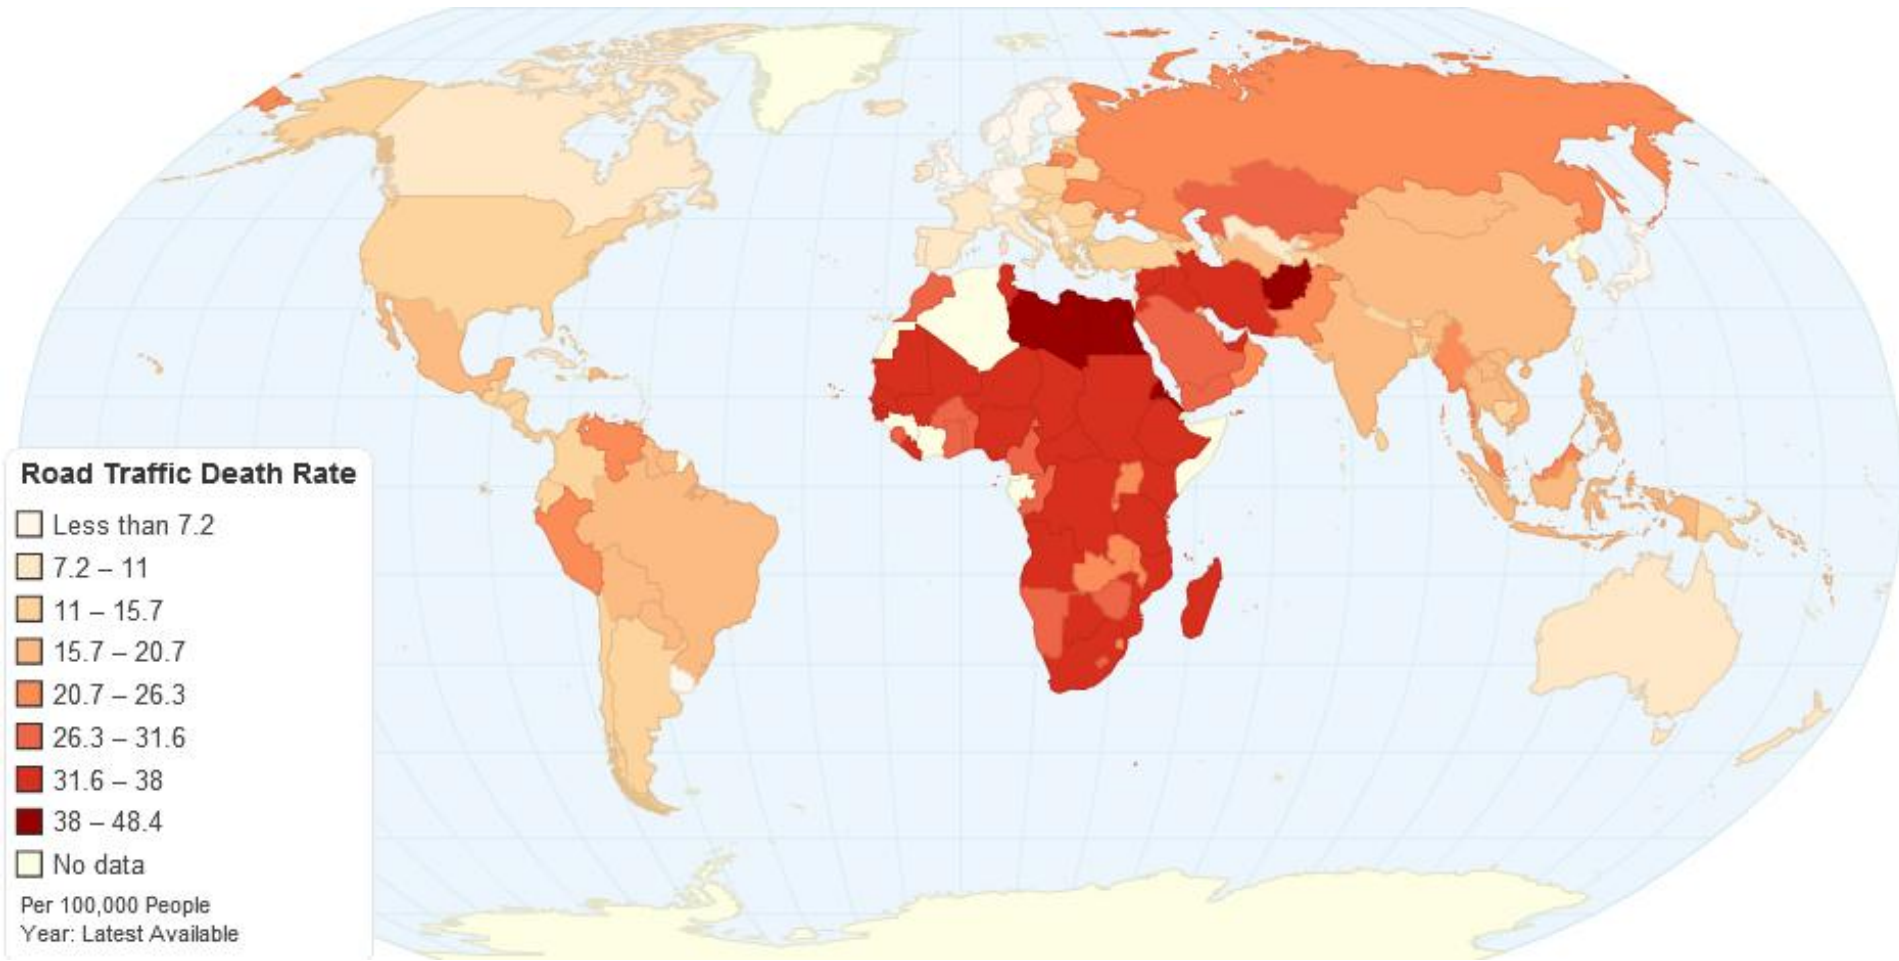 Road Traffic Death Rate
Less than 7.2
7.2 – 11
11 – 15.7
15.7 – 20.7
20.7 – 26.3
26.3 – 31.6
31.6 – 38
38 – 48.4
No data
Per 100,000 People
Year: Latest Available